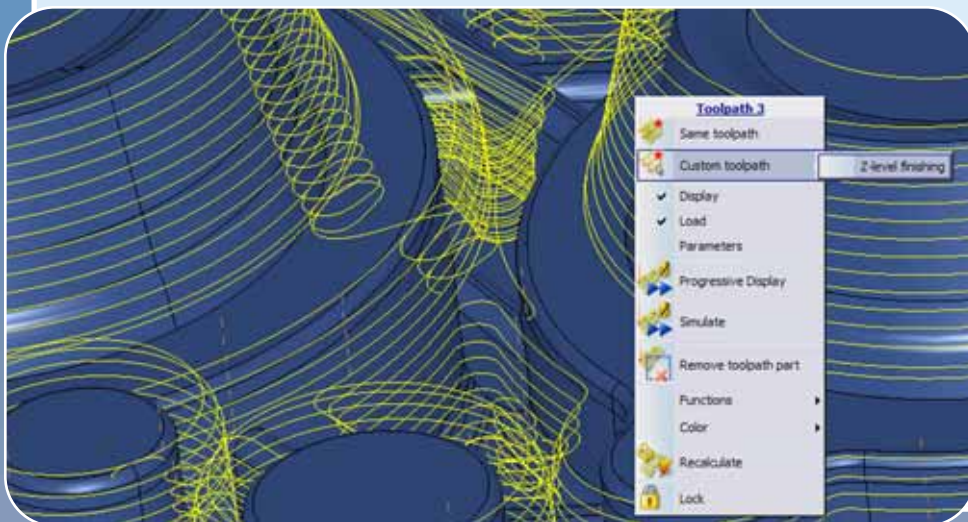 Toolpath 3
Same toolpath
Custom toolpath
Z-level finishing
Display
Load
Parameters
Progressive Display
Simulate
Remove toolpath part
Functions
Color
Recalculate
Lock